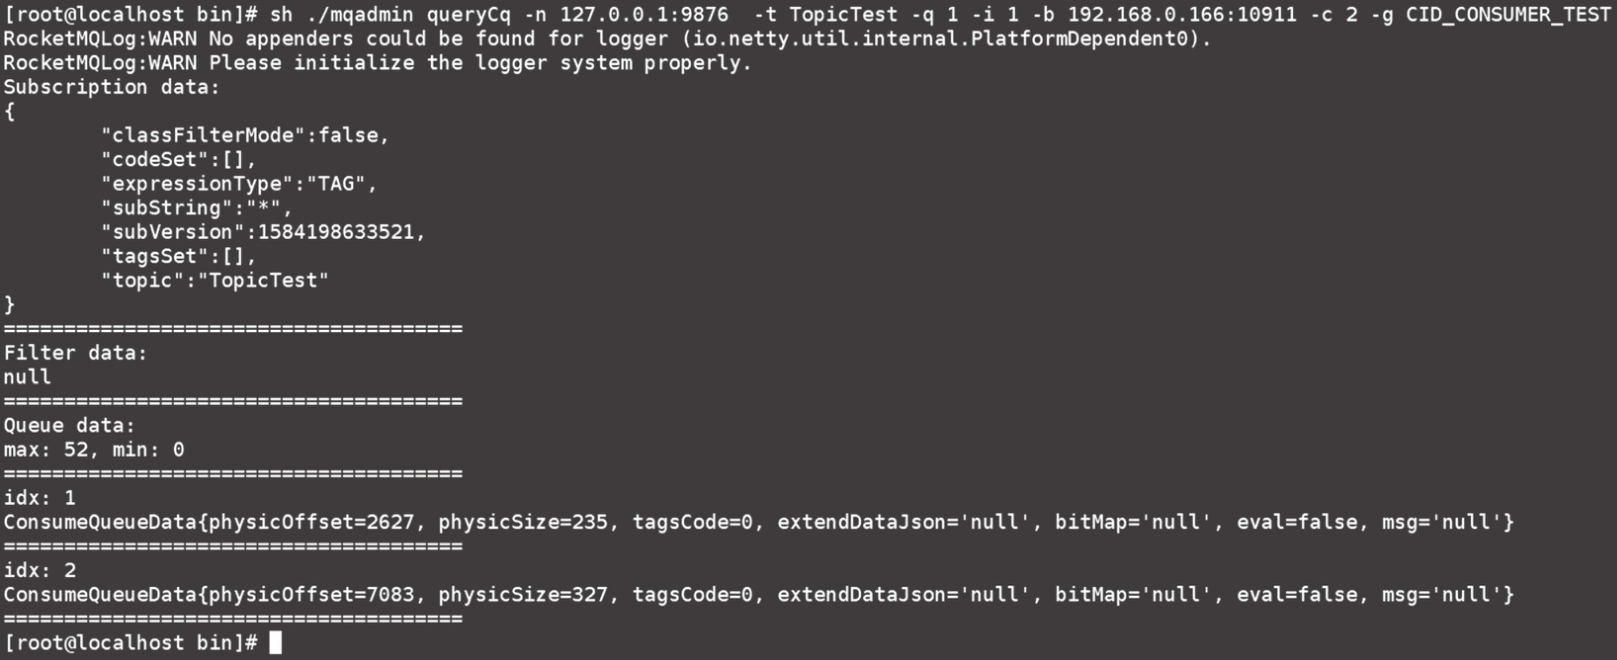 [root@localhost bin]# sh ./mqadmin queryCq -n 127.0.0.1:9876  -t TopicTest -q 1 -i 1 -b 192.168.0.166:10911 -c 2 -g CID_CONSUMER_TEST
RocketMQLog:WARN No appenders could be found for logger (io.netty.util.internal.PlatformDependent0).
RocketMQLog:WARN Please initialize the logger system properly.
Subscription data:
{
        "classFilterMode":false,
        "codeSet":[],
        "expressionType":"TAG",
        "subString":"*",
        "subVersion":1584198633521,
        "tagsSet":[],
        "topic":"TopicTest"
}
======================================
Filter data:
null
======================================
Queue data:
max: 52, min: 0
======================================
idx: 1
ConsumeQueueData{physicOffset=2627, physicSize=235, tagsCode=0, extendDataJson='null', bitMap='null', eval=false, msg='null'}
======================================
idx: 2
ConsumeQueueData{physicOffset=7083, physicSize=327, tagsCode=0, extendDataJson='null', bitMap='null', eval=false, msg='null'}
======================================
[root@localhost bin]#